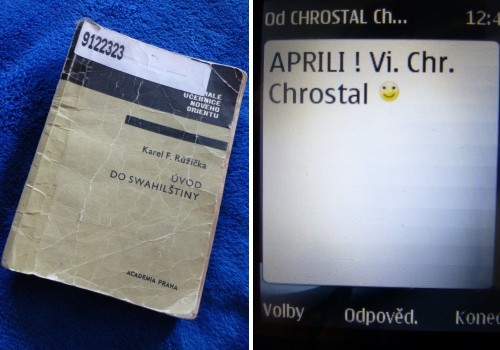 9122323
MALÉ
UČEBNICE
NOVÉHO
ORIENTU
Karel F. Růžička
ÚVOD
DO SWAHILŠTINY
ACADEMIA PRAHA
Od CHROSTAL Ch...
12:4
APRILI ! Vi. Chr.
Chrostal
Volby
Odpověd.
Konec